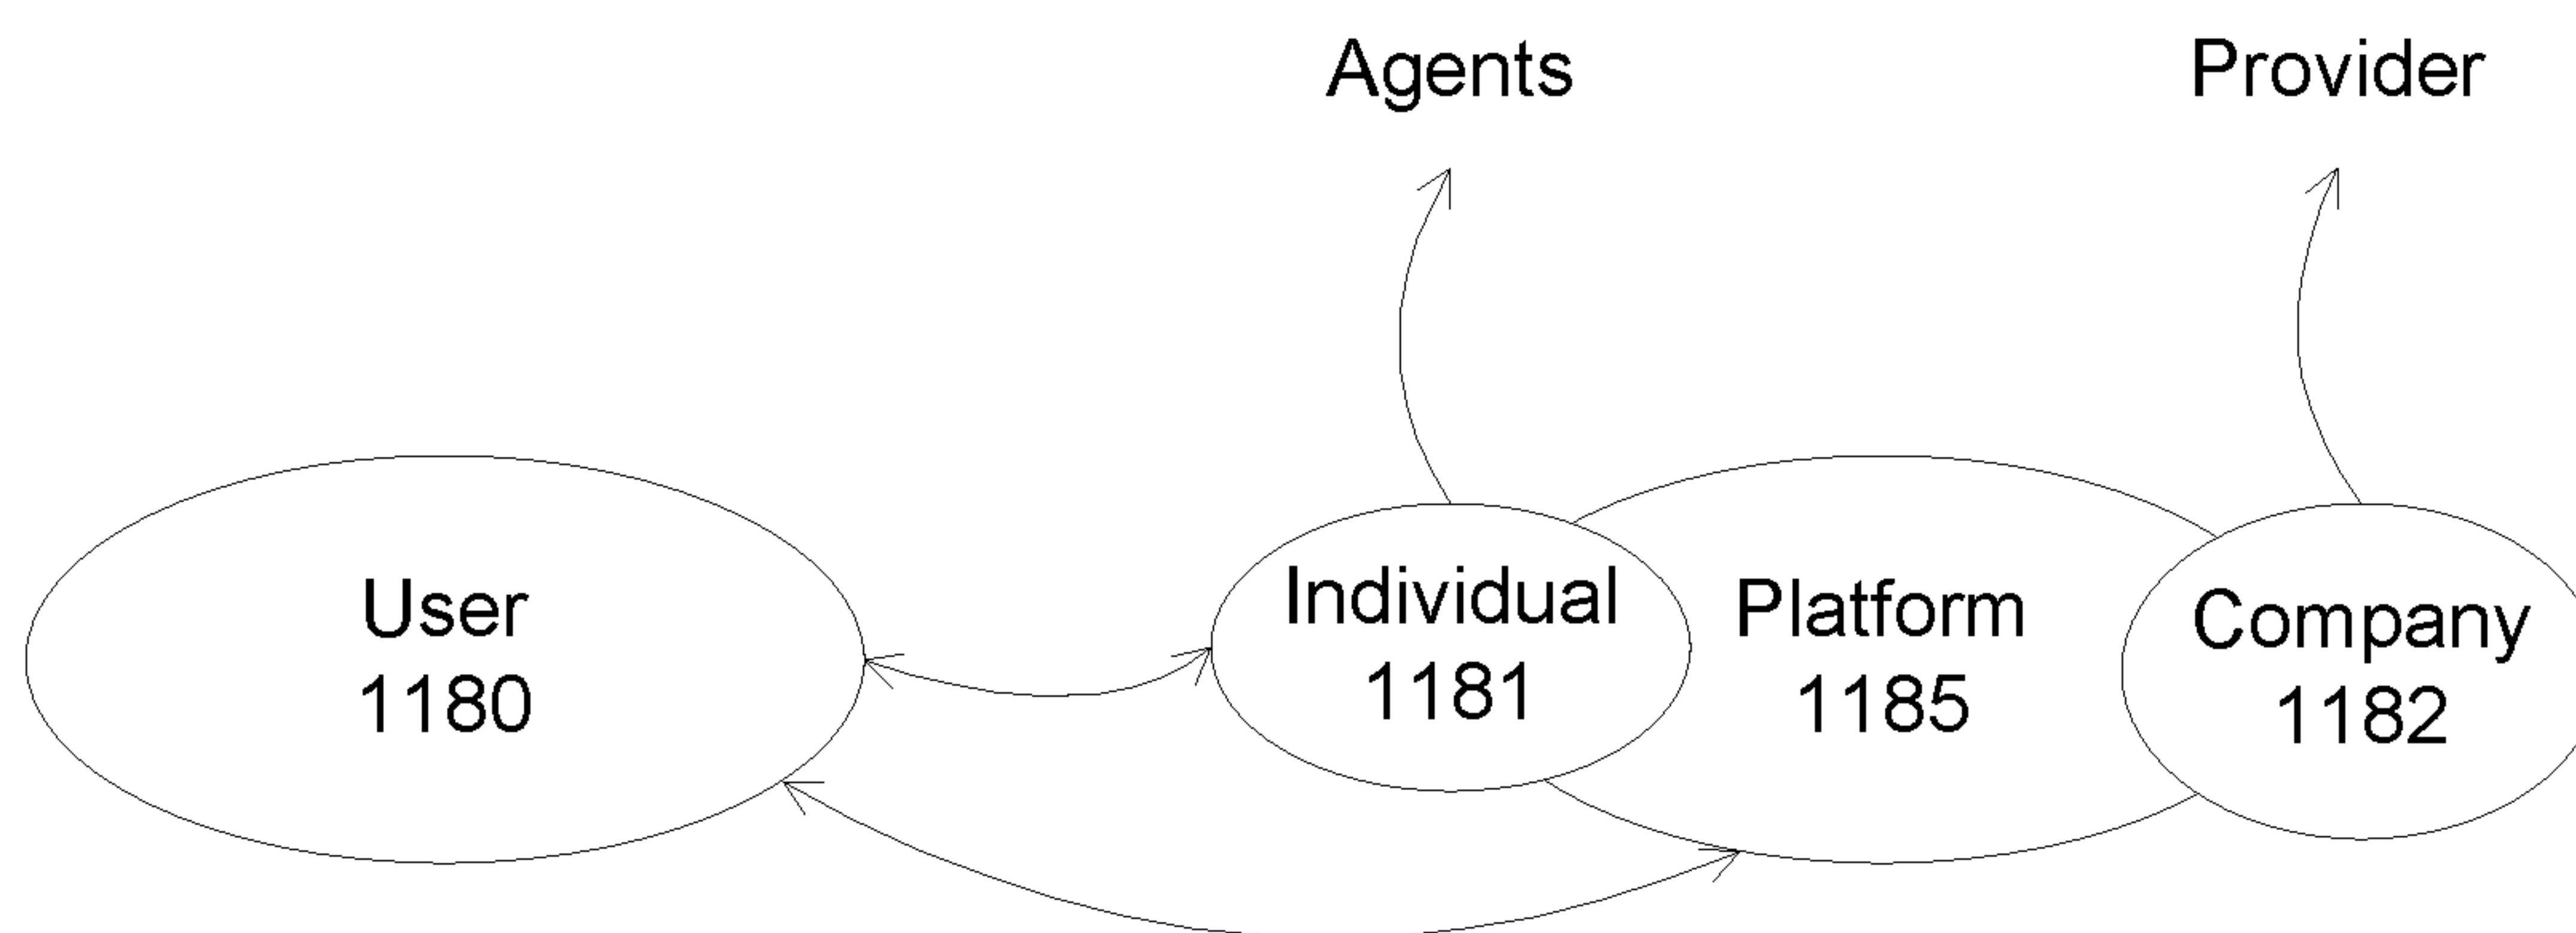 Agents
Provider
User
1180
Individual
1181
Platform
1185
Company
1182